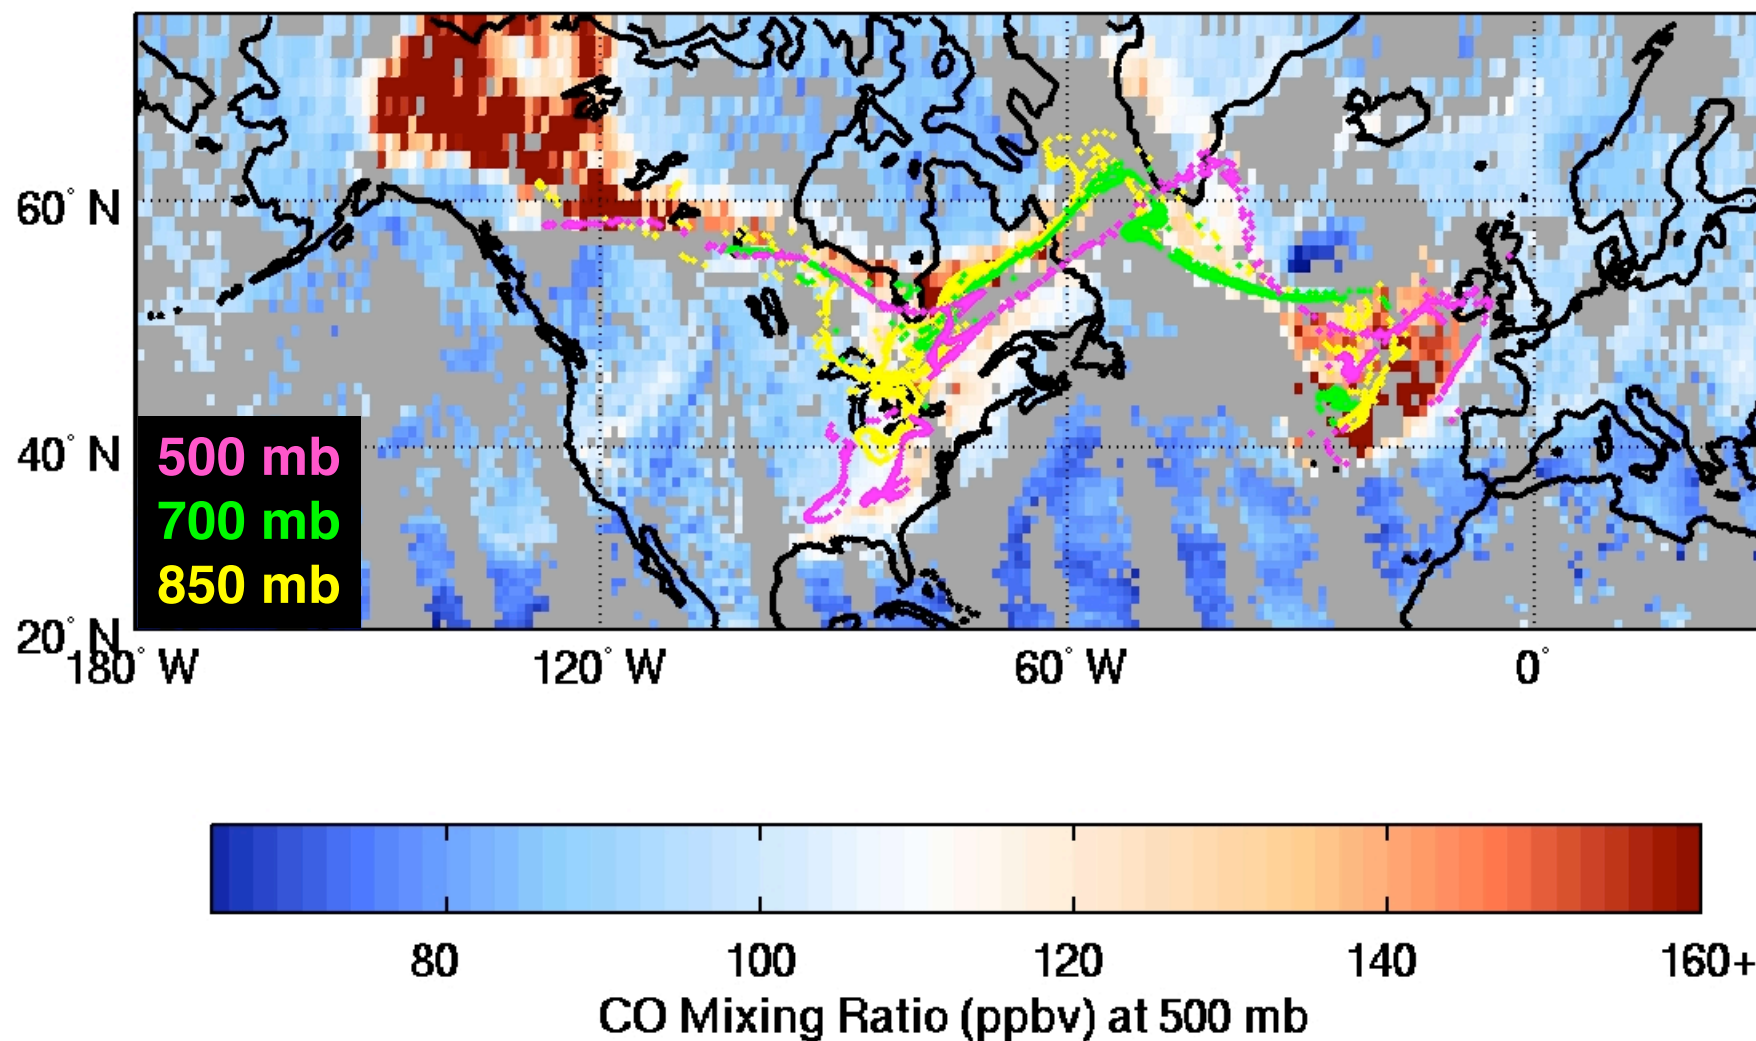 60° N
40° N
20° N
500 mb
700 mb
850 mb
180° W
120° W
60° W
0°
80
100
120
140
160+
CO Mixing Ratio (ppbv) at 500 mb